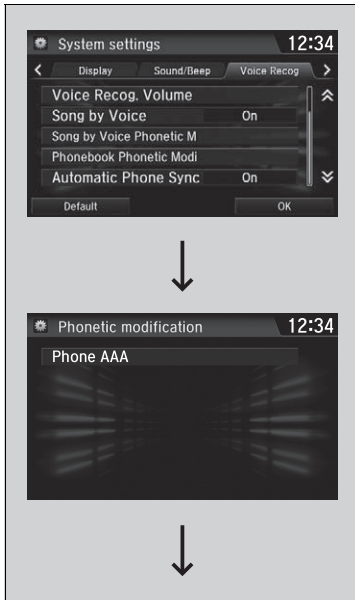 System settings 12:34
Display Sound/Beep Voice Recog
Voice Recog. Volume
Song by Voice On
Song by Voice Phonetic M
Phonebook Phonetic Modi
Automatic Phone Sync On
Default OK
Phonetic modification 12:34
Phone AAA